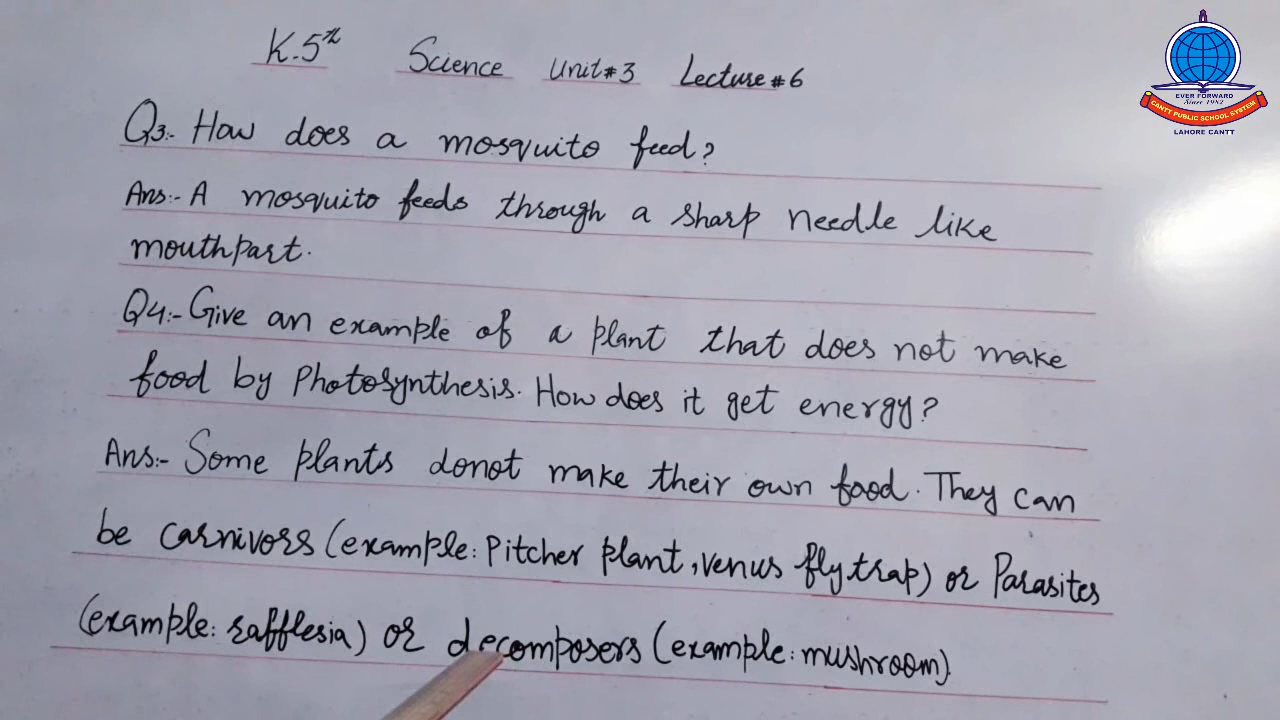 K.5th Science Unit#3 Lecture#6
EVER FORWARD
Since 1982
CANTT PUBLIC SCHOOL SYSTEM
LAHORE CANTT
Q3:- How does a mosquito feed?
Ans:- A mosquito feeds through a sharp needle like
mouthpart.
Q4:- Give an example of a plant that does not make
food by Photosynthesis. How does it get energy?
Ans:- Some plants donot make their own food. They can
be carnivors (example: Pitcher plant, venus fly trap) or Parasites
(example: rafflesia) or decomposers (example: mushroom).